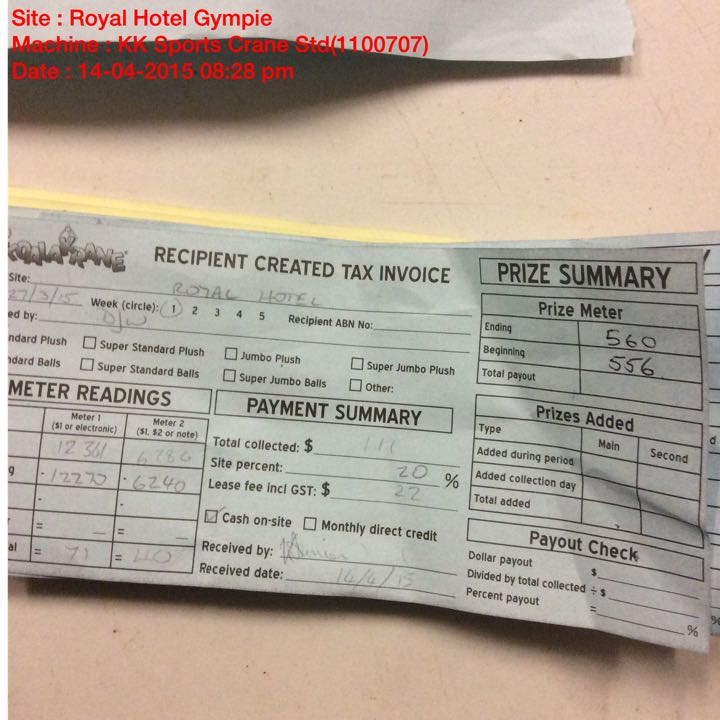 Site : Royal Hotel Gympie
Machine : KK Sports Crane Std(1100707)
Date : 14-04-2015 08:28 pm
KOALA KRANE
RECIPIENT CREATED TAX INVOICE
Site: ROYAL HOTEL
27/3/15 Week (circle): 1 2 3 4 5 Recipient ABN No:
ed by:
ndard Plush Super Standard Plush Jumbo Plush Super Jumbo Plush
ndard Balls Super Standard Balls Super Jumbo Balls Other:
METER READINGS
Meter 1 Meter 2
($1 or electronic) ($1, $2 or note)
12341 6280
g - 12270 - 6240
- -
r = =
al = 71 = 40
PAYMENT SUMMARY
Total collected: $ 111
Site percent: 20 %
Lease fee incl GST: $ 22
Cash on-site Monthly direct credit
Received by:
Received date: 14/4/15
PRIZE SUMMARY
Prize Meter
Ending 560
Beginning 556
Total payout
Prizes Added
Type Main Second
Added during period
Added collection day
Total added
Payout Check
Dollar payout $
Divided by total collected ÷ $
Percent payout = %